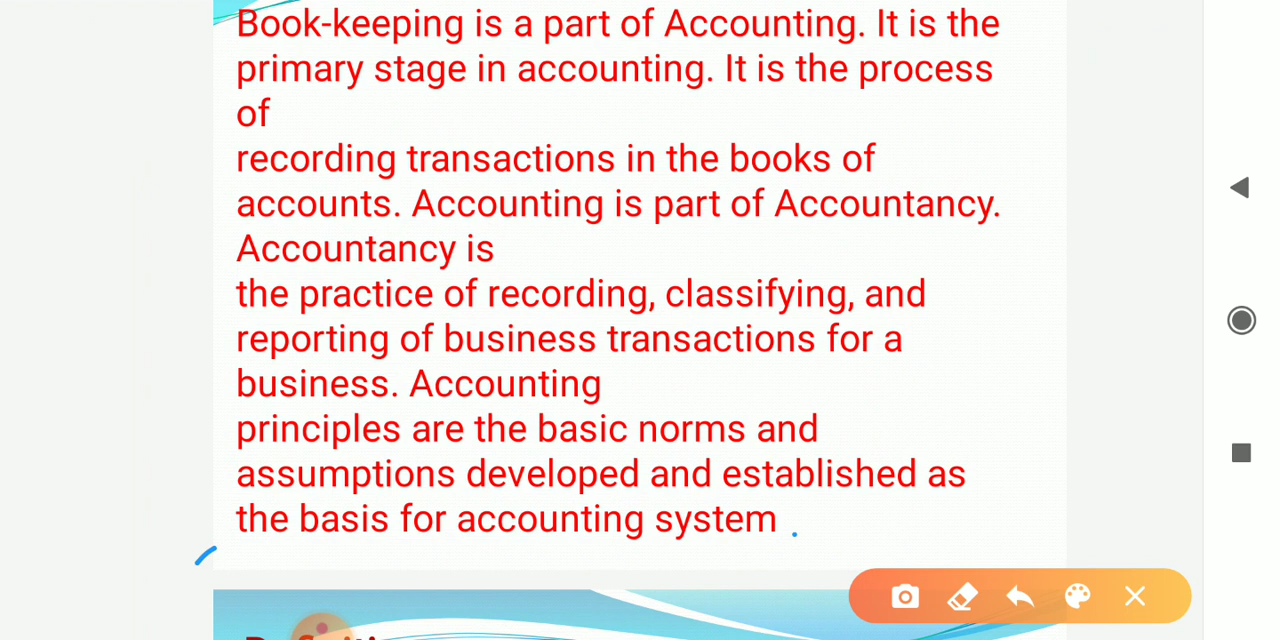 Book-keeping is a part of Accounting. It is the
primary stage in accounting. It is the process
of
recording transactions in the books of
accounts. Accounting is part of Accountancy.
Accountancy is
the practice of recording, classifying, and
reporting of business transactions for a
business. Accounting
principles are the basic norms and
assumptions developed and established as
the basis for accounting system .